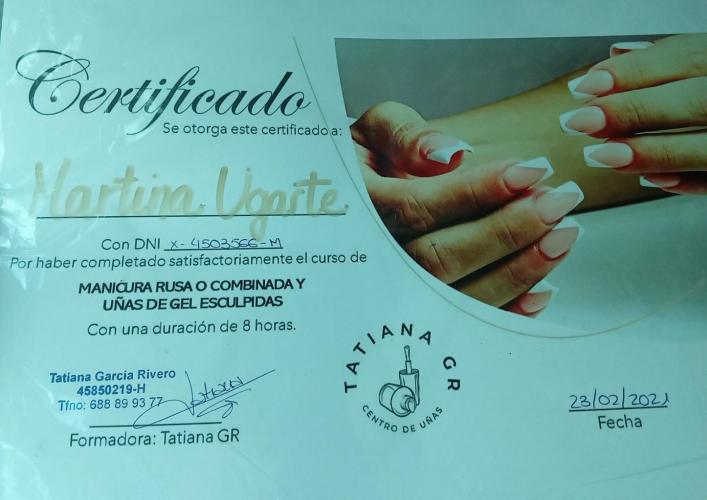 Certificado
Se otorga este certificado a:
Martina Ugarte
Con DNI X-4503566-M
Por haber completado satisfactoriamente el curso de
MANICURA RUSA O COMBINADA Y
UÑAS DE GEL ESCULPIDAS
Con una duración de 8 horas.
Tatiana García Rivero
45850219-H
Tfno: 688 89 93 77
Formadora: Tatiana GR
TATIANA GR
CENTRO DE UÑAS
23/02/2021
Fecha